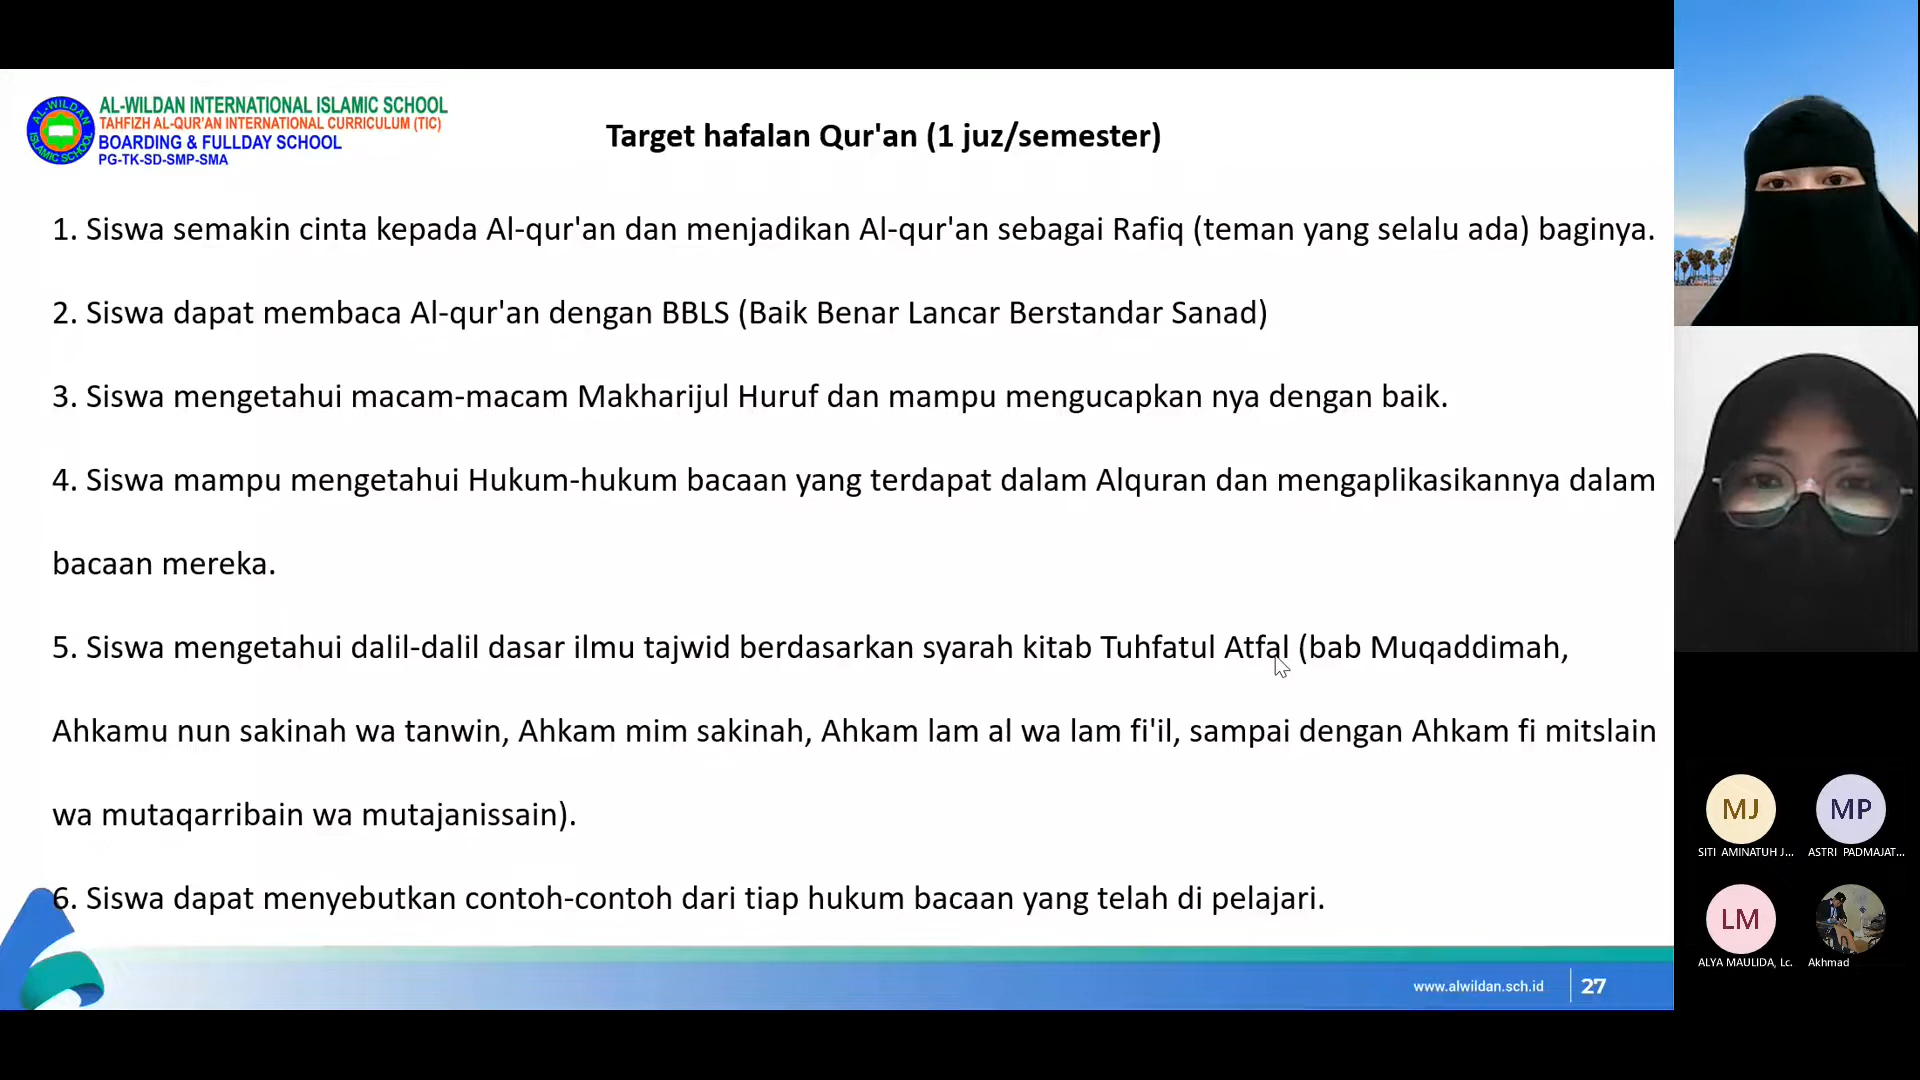 AL-WILDAN INTERNATIONAL ISLAMIC SCHOOL
TAHFIZH AL-QUR'AN INTERNATIONAL CURRICULUM (TIC)
BOARDING & FULLDAY SCHOOL
PG-TK-SD-SMP-SMA
AL-WILDAN
ISLAMIC SCHOOL
Target hafalan Qur'an (1 juz/semester)
1. Siswa semakin cinta kepada Al-qur'an dan menjadikan Al-qur'an sebagai Rafiq (teman yang selalu ada) baginya.
2. Siswa dapat membaca Al-qur'an dengan BBLS (Baik Benar Lancar Berstandar Sanad)
3. Siswa mengetahui macam-macam Makharijul Huruf dan mampu mengucapkan nya dengan baik.
4. Siswa mampu mengetahui Hukum-hukum bacaan yang terdapat dalam Alquran dan mengaplikasikannya dalam
bacaan mereka.
5. Siswa mengetahui dalil-dalil dasar ilmu tajwid berdasarkan syarah kitab Tuhfatul Atfal (bab Muqaddimah,
Ahkamu nun sakinah wa tanwin, Ahkam mim sakinah, Ahkam lam al wa lam fi'il, sampai dengan Ahkam fi mitslain
wa mutaqarribain wa mutajanissain).
6. Siswa dapat menyebutkan contoh-contoh dari tiap hukum bacaan yang telah di pelajari.
www.alwildan.sch.id
27
MJ
SITI AMINATUH J...
MP
ASTRI PADMAJAT...
LM
ALYA MAULIDA, Lc.
Akhmad